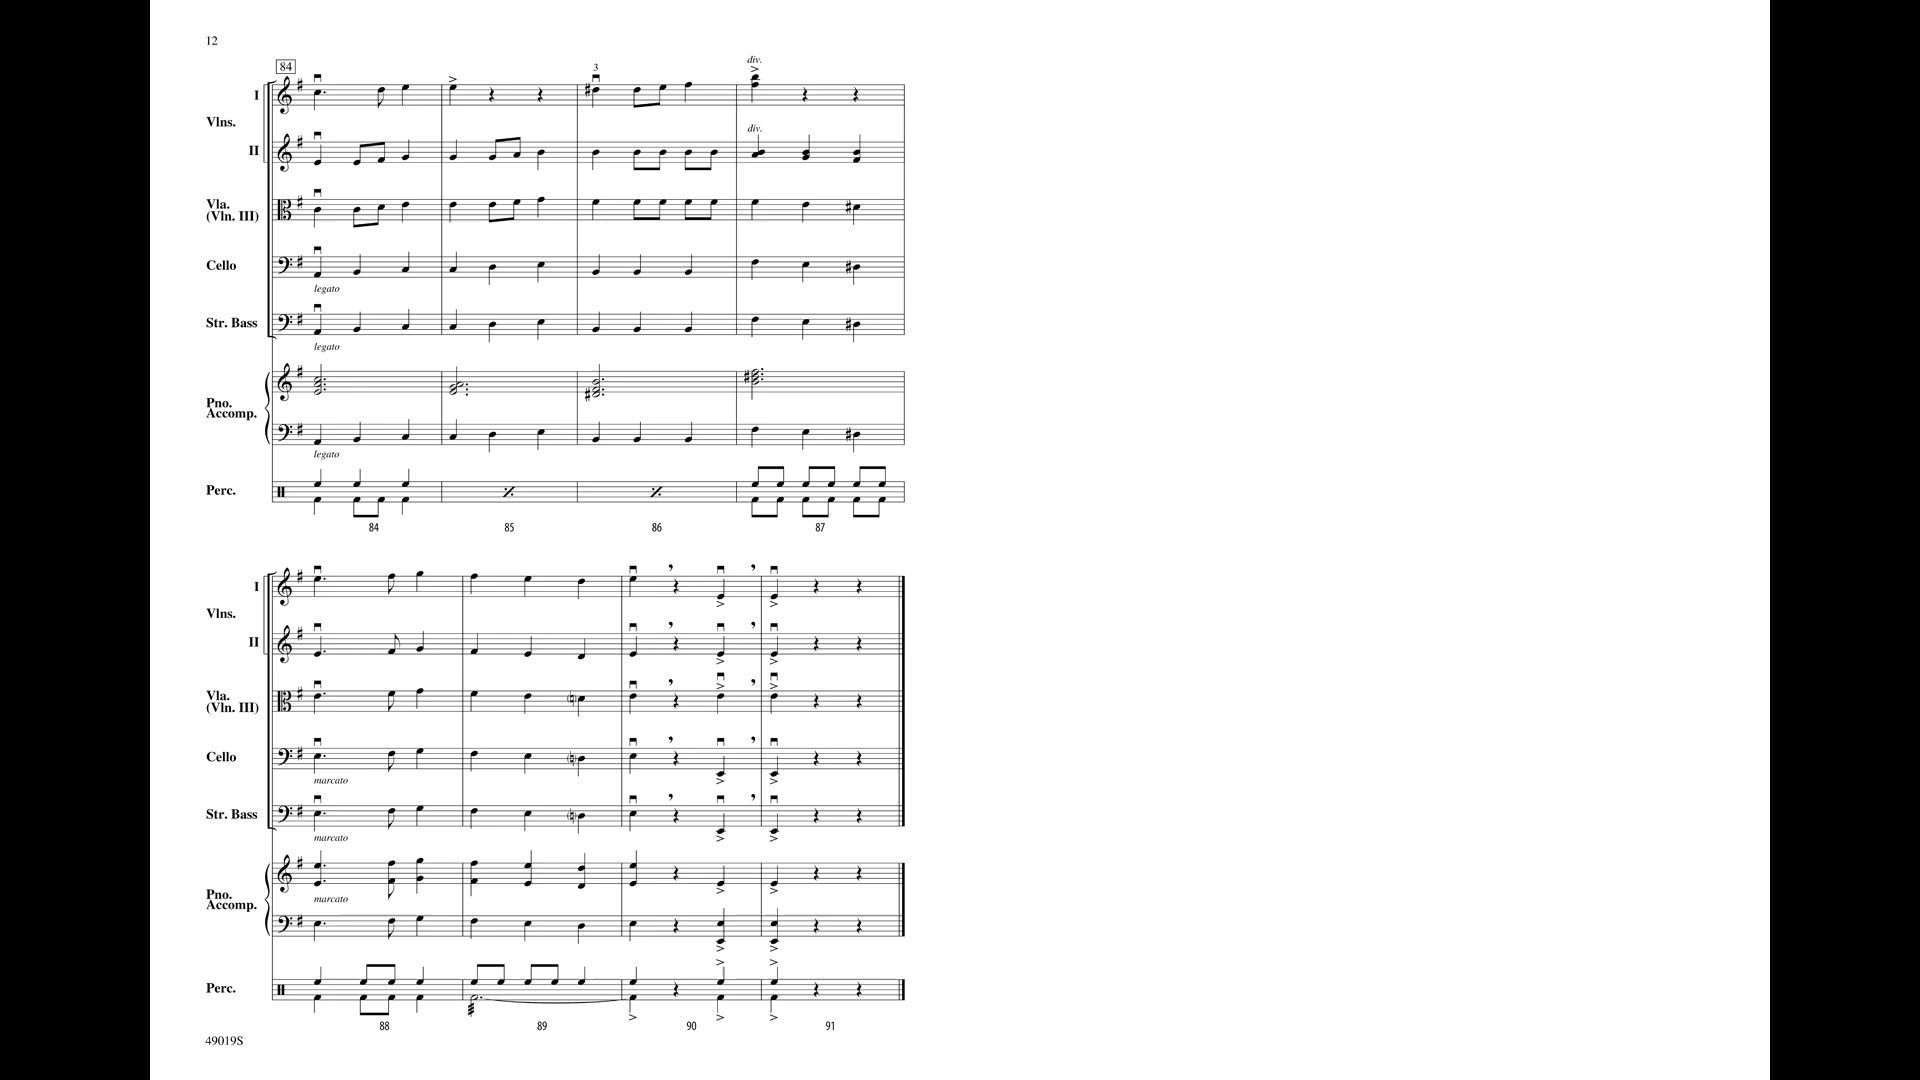 12
84
div.
3
I
Vlns.
div.
II
Vla.
(Vln. III)
Cello
legato
Str. Bass
legato
Pno.
Accomp.
legato
Perc.
84 85 86 87
I
Vlns.
II
Vla.
(Vln. III)
Cello
marcato
Str. Bass
marcato
Pno.
Accomp.
marcato
Perc.
88 89 90 91
49019S